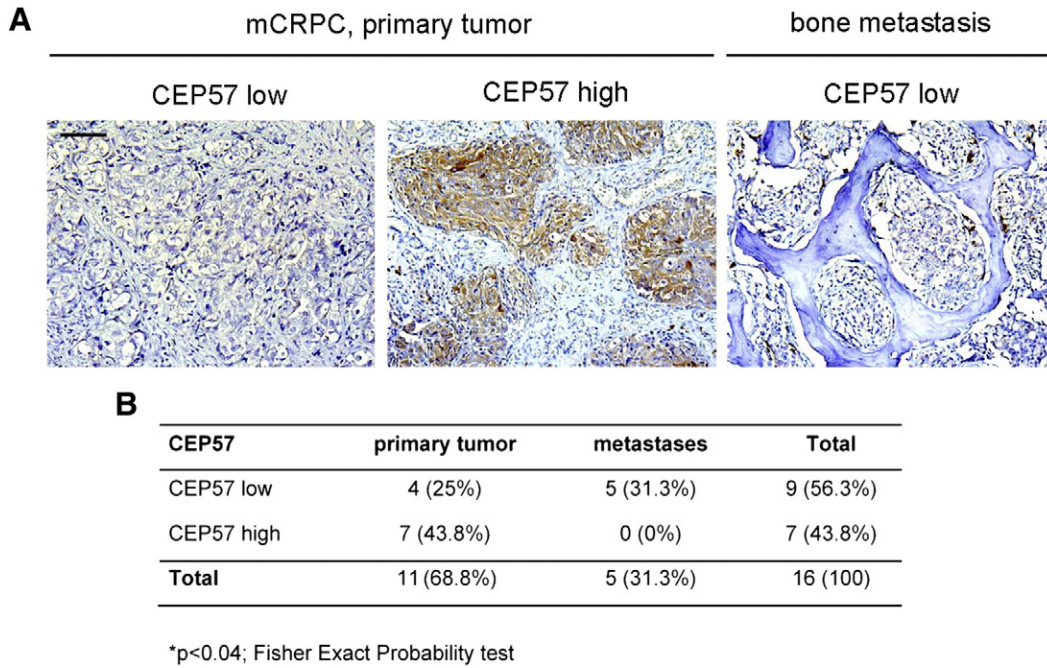 A
mCRPC, primary tumor bone metastasis
CEP57 low CEP57 high CEP57 low
B
CEP57 primary tumor metastases Total
CEP57 low 4 (25%) 5 (31.3%) 9 (56.3%)
CEP57 high 7 (43.8%) 0 (0%) 7 (43.8%)
Total 11 (68.8%) 5 (31.3%) 16 (100)
*p<0.04; Fisher Exact Probability test